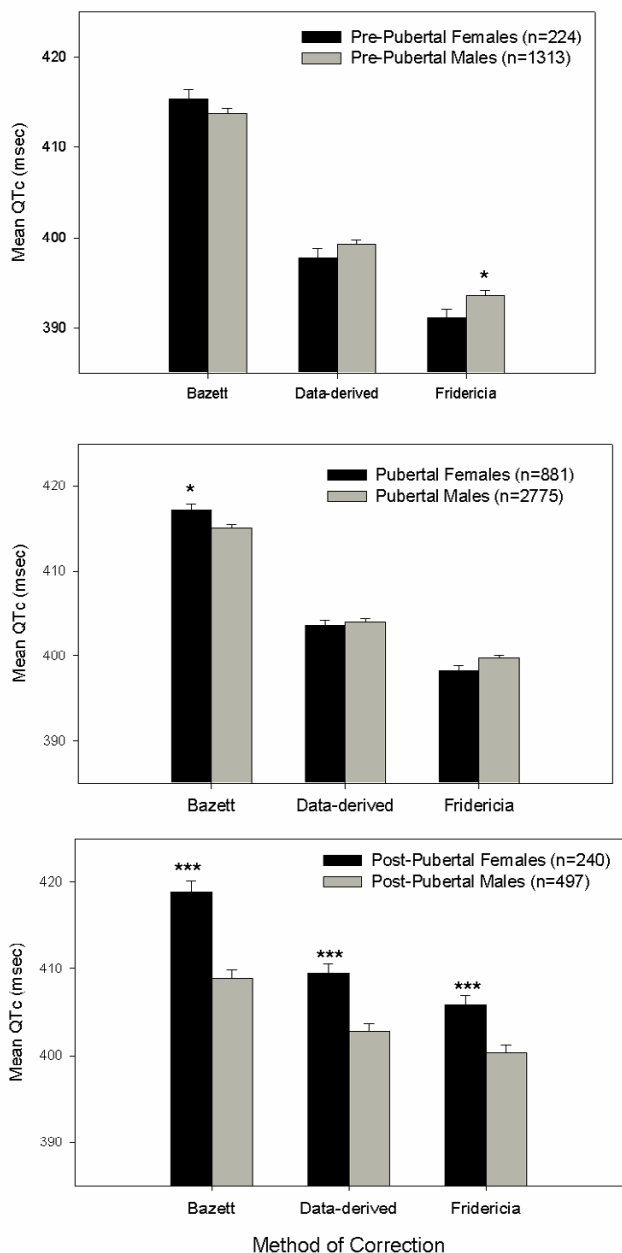 Pre-Pubertal Females (n=224)
Pre-Pubertal Males (n=1313)
Mean QTc (msec)
420
410
400
390
*
Bazett Data-derived Fridericia
Pubertal Females (n=881)
Pubertal Males (n=2775)
Mean QTc (msec)
420
410
400
390
*
Bazett Data-derived Fridericia
Post-Pubertal Females (n=240)
Post-Pubertal Males (n=497)
Mean QTc (msec)
420
410
400
390
*** *** ***
Bazett Data-derived Fridericia
Method of Correction